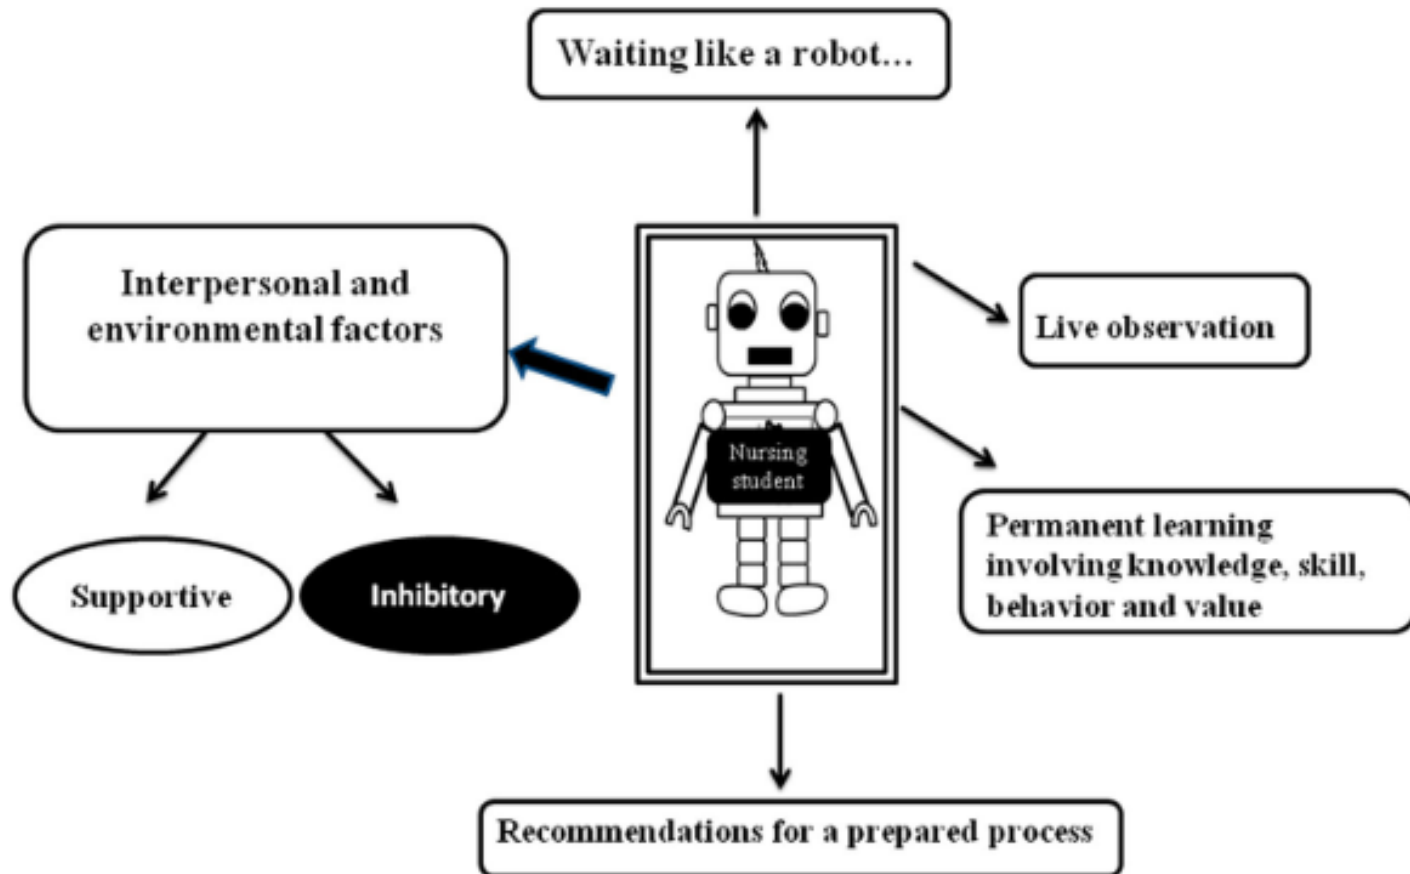 Waiting like a robot...
Interpersonal and
environmental factors
Live observation
Nursing
student
Permanent learning
involving knowledge, skill,
behavior and value
Supportive
Inhibitory
Recommendations for a prepared process